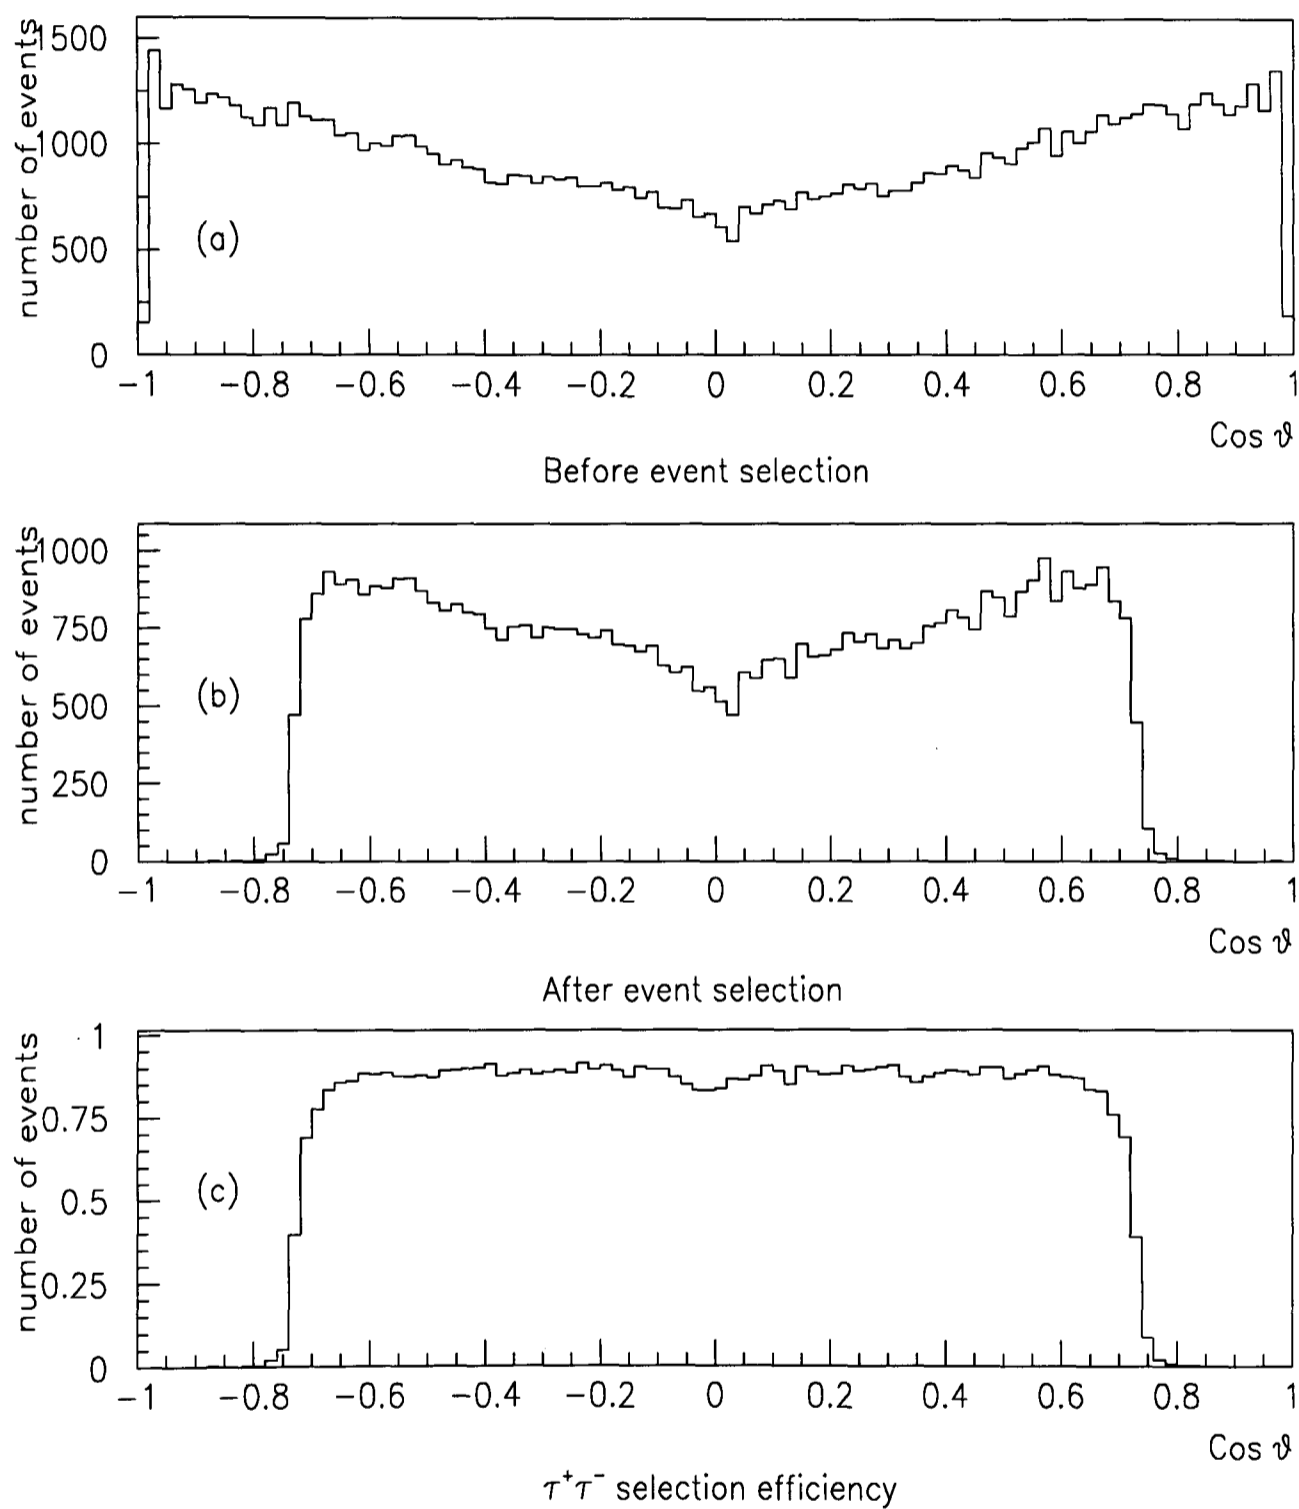 number of events
1500
1000
500
0
(a)
−1 −0.8 −0.6 −0.4 −0.2 0 0.2 0.4 0.6 0.8 1
Cos ϑ
Before event selection
number of events
1000
750
500
250
0
(b)
−1 −0.8 −0.6 −0.4 −0.2 0 0.2 0.4 0.6 0.8 1
Cos ϑ
After event selection
number of events
1
0.75
0.5
0.25
0
(c)
−1 −0.8 −0.6 −0.4 −0.2 0 0.2 0.4 0.6 0.8 1
Cos ϑ
τ⁺τ⁻ selection efficiency